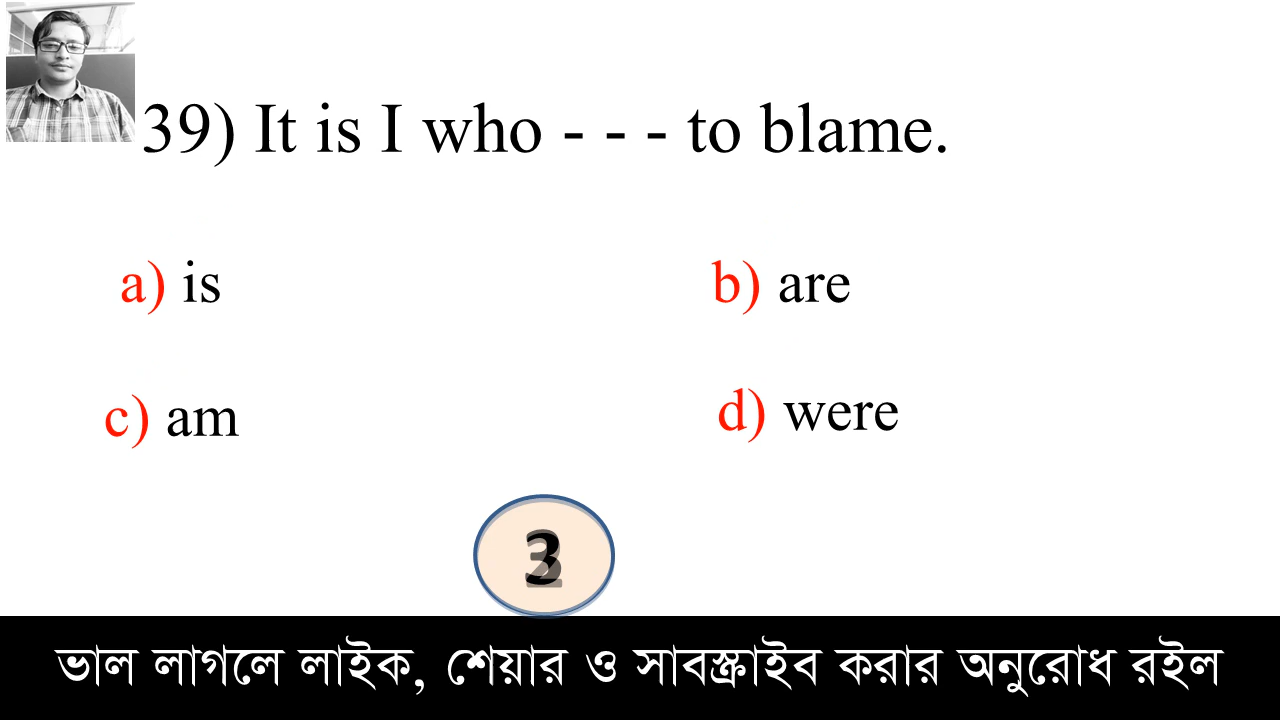 39) It is I who - - - to blame.
a) is
b) are
c) am
d) were
3
ভাল লাগলে লাইক, শেয়ার ও সাবস্ক্রাইব করার অনুরোধ রইল